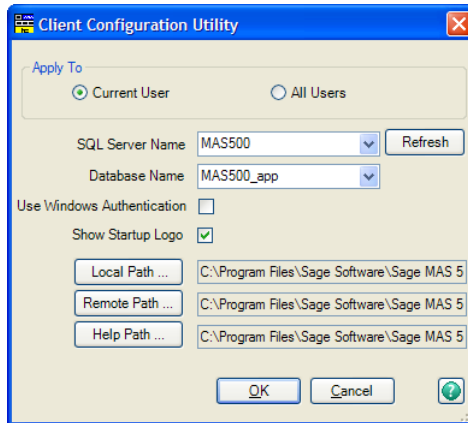 Client Configuration Utility
Apply To
Current User All Users
SQL Server Name MAS500 Refresh
Database Name MAS500_app
Use Windows Authentication
Show Startup Logo
Local Path ... C:\Program Files\Sage Software\Sage MAS 5
Remote Path ... C:\Program Files\Sage Software\Sage MAS 5
Help Path ... C:\Program Files\Sage Software\Sage MAS 5
OK Cancel ?